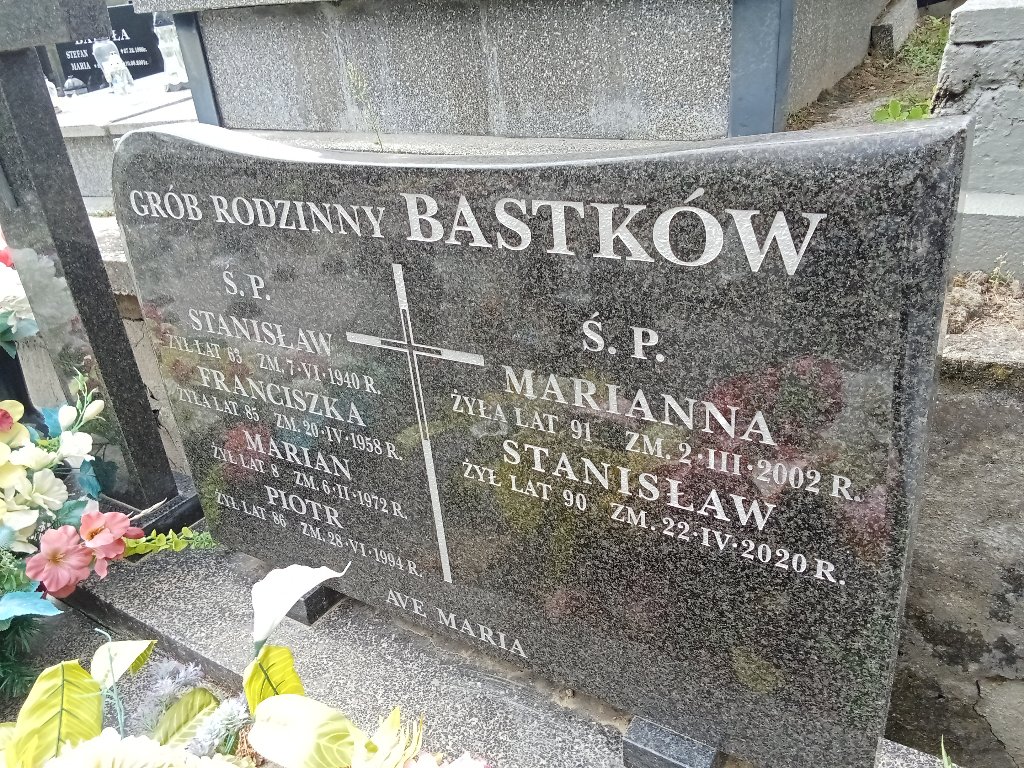 STEFAN
MARIA
GRÓB RODZINNY BASTKÓW
Ś. P.
STANISŁAW
ŻYŁ LAT 63 ZM. 7·VI·1940 R.
FRANCISZKA
ŻYŁA LAT 85 ZM. 20·IV·1958 R.
MARIAN
ŻYŁ LAT 8 ZM. 6·II·1972 R.
PIOTR
ŻYŁ LAT 86 ZM. 28·VI·1994 R.
Ś. P.
MARIANNA
ŻYŁA LAT 91 ZM. 2·III·2002 R.
STANISŁAW
ŻYŁ LAT 90 ZM. 22·IV·2020 R.
AVE MARIA